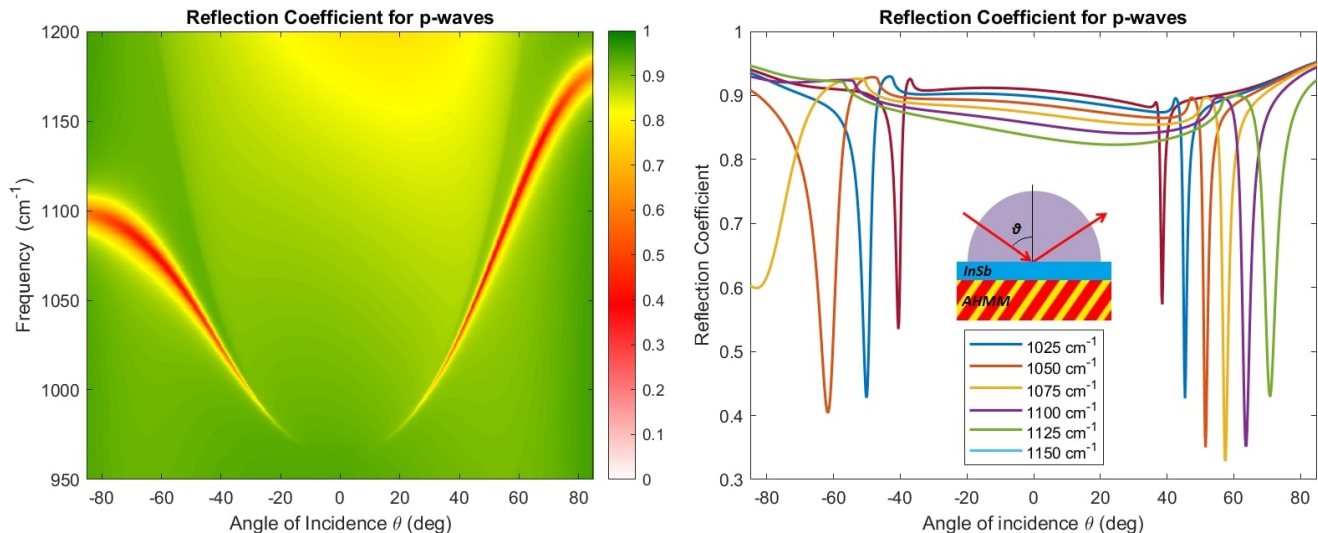 Reflection Coefficient for p-waves
1200
1150
1100
1050
1000
950
Frequency (cm-1)
-80 -60 -40 -20 0 20 40 60 80
Angle of Incidence θ (deg)
1
0.9
0.8
0.7
0.6
0.5
0.4
0.3
0.2
0.1
0
Reflection Coefficient for p-waves
1
0.9
0.8
0.7
0.6
0.5
0.4
0.3
Reflection Coefficient
ϑ
InSb
AHMM
1025 cm-1
1050 cm-1
1075 cm-1
1100 cm-1
1125 cm-1
1150 cm-1
-80 -60 -40 -20 0 20 40 60 80
Angle of incidence θ (deg)